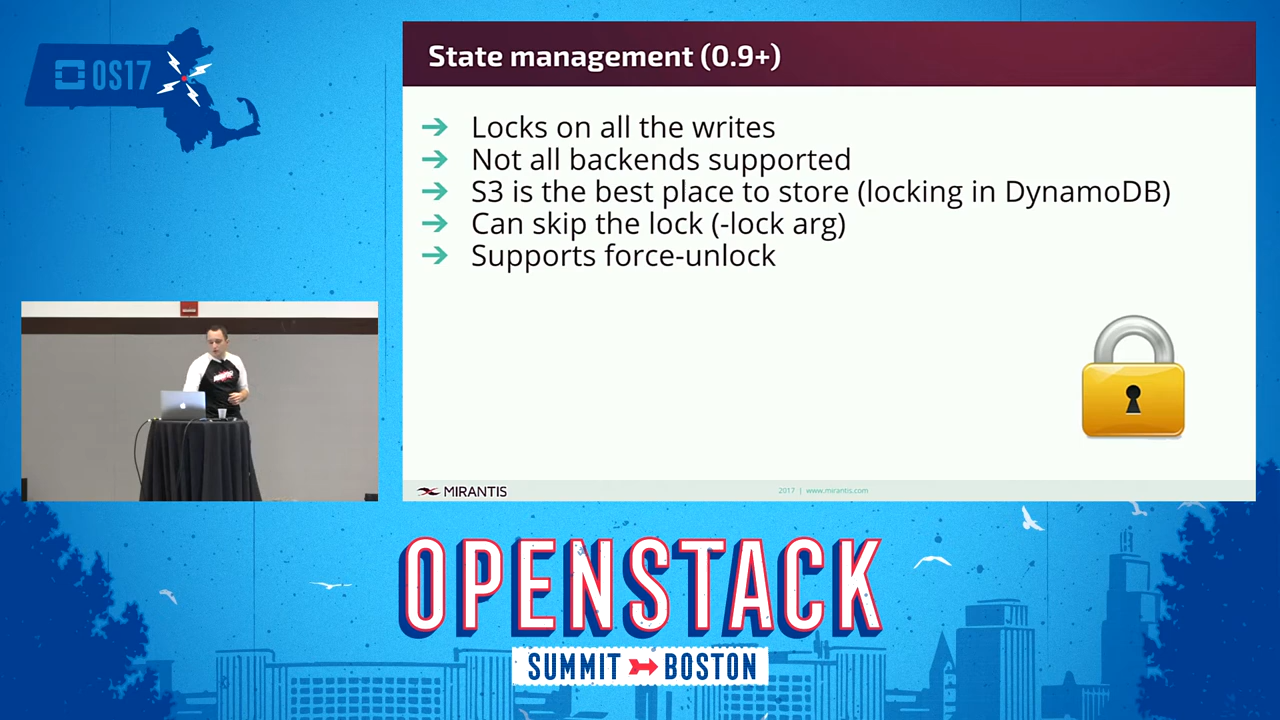 OS17
State management (0.9+)
➔ Locks on all the writes
➔ Not all backends supported
➔ S3 is the best place to store (locking in DynamoDB)
➔ Can skip the lock (-lock arg)
➔ Supports force-unlock
MIRANTIS
2017 | www.mirantis.com
OPENSTACK
SUMMIT BOSTON